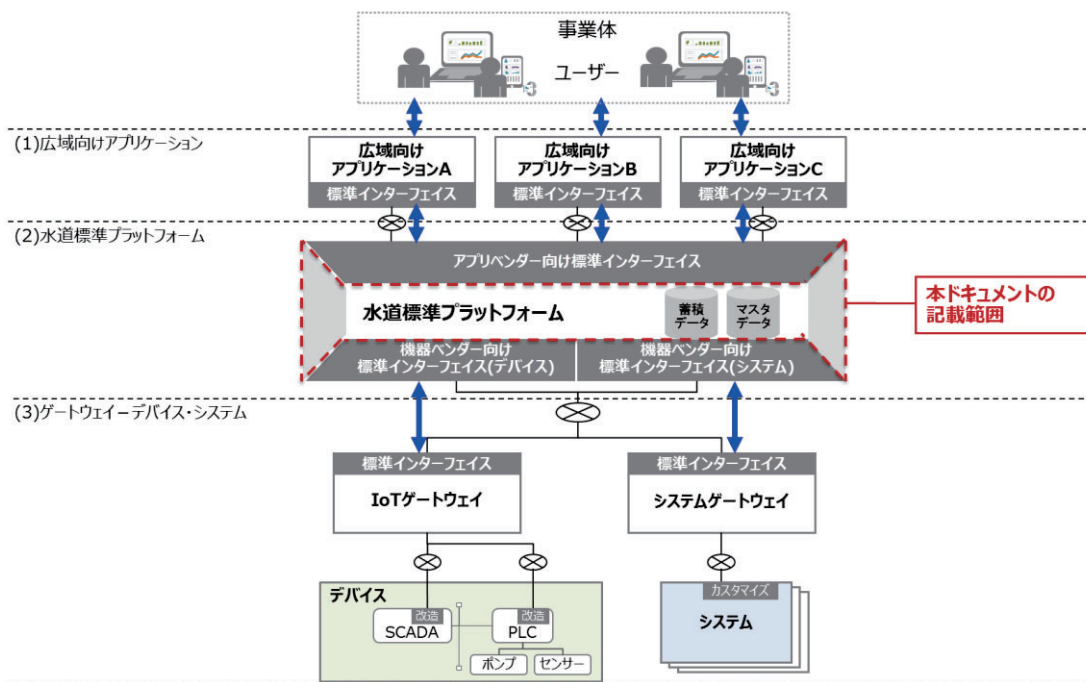 事業体
ユーザー
(1)広域向けアプリケーション
広域向け
アプリケーションA
標準インターフェイス
広域向け
アプリケーションB
標準インターフェイス
広域向け
アプリケーションC
標準インターフェイス
(2)水道標準プラットフォーム
アプリベンダー向け標準インターフェイス
水道標準プラットフォーム
蓄積
データ
マスタ
データ
本ドキュメントの
記載範囲
機器ベンダー向け
標準インターフェイス(デバイス)
機器ベンダー向け
標準インターフェイス(システム)
(3)ゲートウェイ－デバイス・システム
標準インターフェイス
IoTゲートウェイ
標準インターフェイス
システムゲートウェイ
デバイス
改造
SCADA
改造
PLC
ポンプ
センサー
カスタマイズ
システム